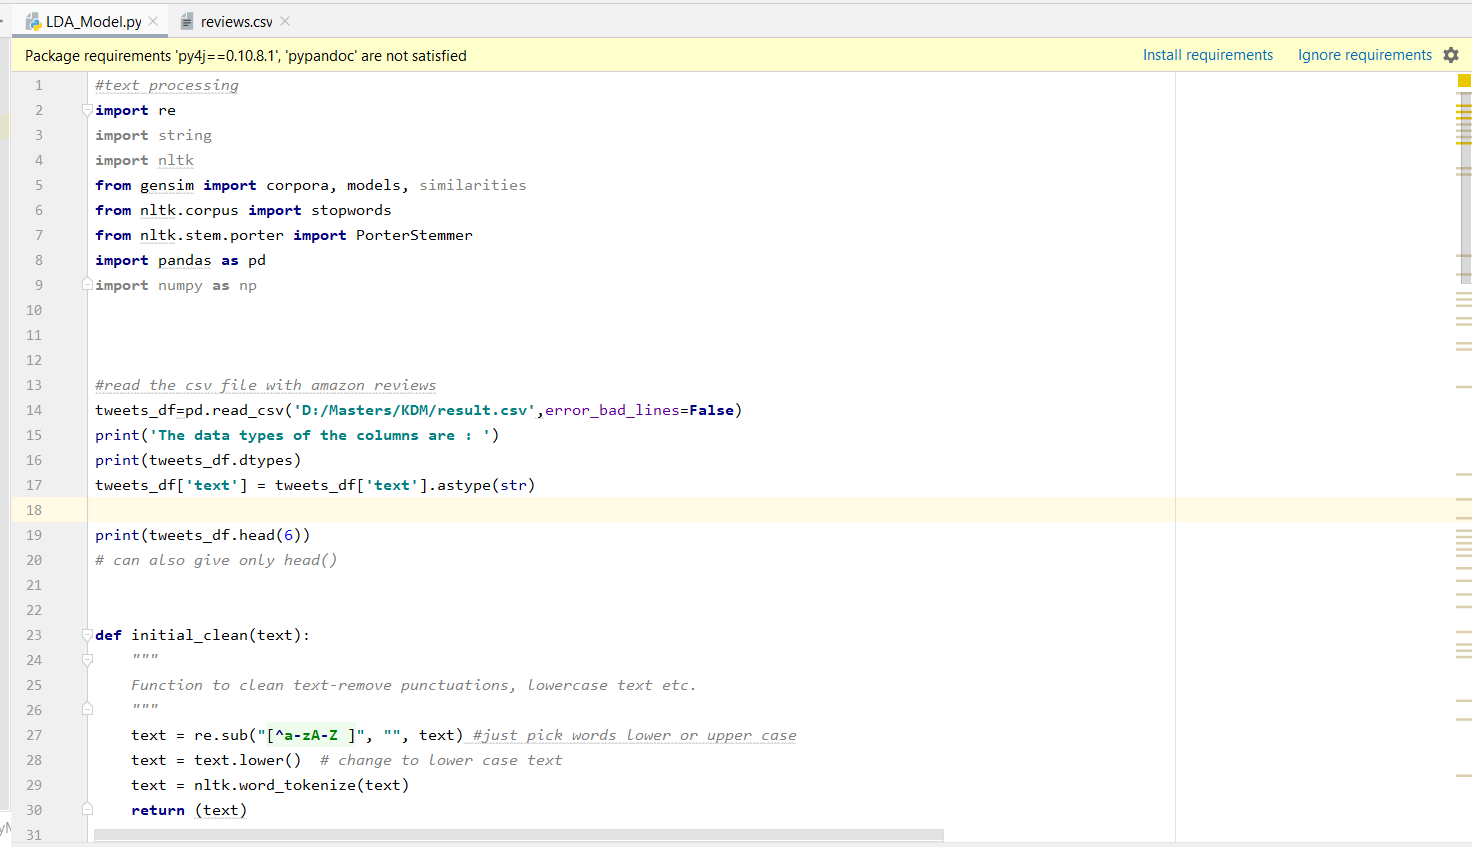 LDA_Model.py reviews.csv
Package requirements 'py4j==0.10.8.1', 'pypandoc' are not satisfied Install requirements Ignore requirements
1 #text processing
2 import re
3 import string
4 import nltk
5 from gensim import corpora, models, similarities
6 from nltk.corpus import stopwords
7 from nltk.stem.porter import PorterStemmer
8 import pandas as pd
9 import numpy as np
10
11
12
13 #read the csv file with amazon reviews
14 tweets_df=pd.read_csv('D:/Masters/KDM/result.csv',error_bad_lines=False)
15 print('The data types of the columns are : ')
16 print(tweets_df.dtypes)
17 tweets_df['text'] = tweets_df['text'].astype(str)
18
19 print(tweets_df.head(6))
20 # can also give only head()
21
22
23 def initial_clean(text):
24 """
25 Function to clean text-remove punctuations, lowercase text etc.
26 """
27 text = re.sub("[^a-zA-Z ]", "", text) #just pick words lower or upper case
28 text = text.lower()  # change to lower case text
29 text = nltk.word_tokenize(text)
30 return (text)
31